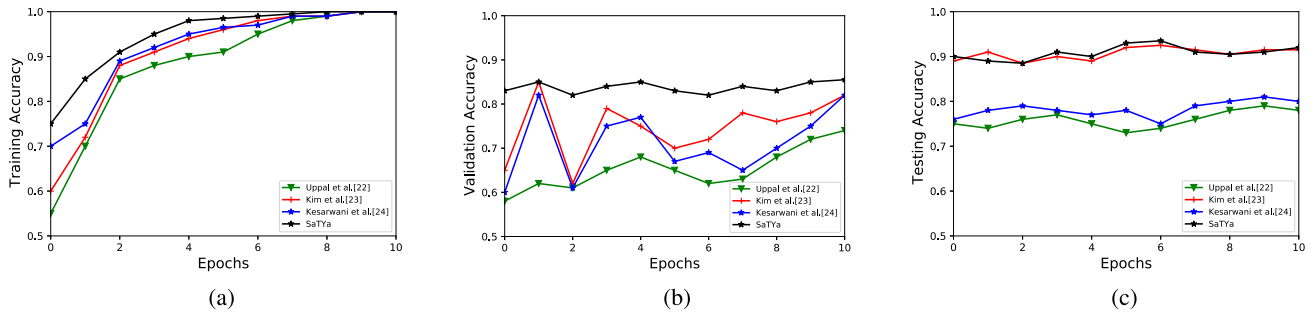 1.0
0.9
0.8
0.7
0.6
0.5
Training Accuracy
0 2 4 6 8 10
Epochs
Uppal et al.[22]
Kim et al.[23]
Kesarwani et al.[24]
SaTYa
(a)
1.0
0.9
0.8
0.7
0.6
0.5
Validation Accuracy
0 2 4 6 8 10
Epochs
Uppal et al.[22]
Kim et al.[23]
Kesarwani et al.[24]
SaTYa
(b)
1.0
0.9
0.8
0.7
0.6
0.5
Testing Accuracy
0 2 4 6 8 10
Epochs
Uppal et al.[22]
Kim et al.[23]
Kesarwani et al.[24]
SaTYa
(c)